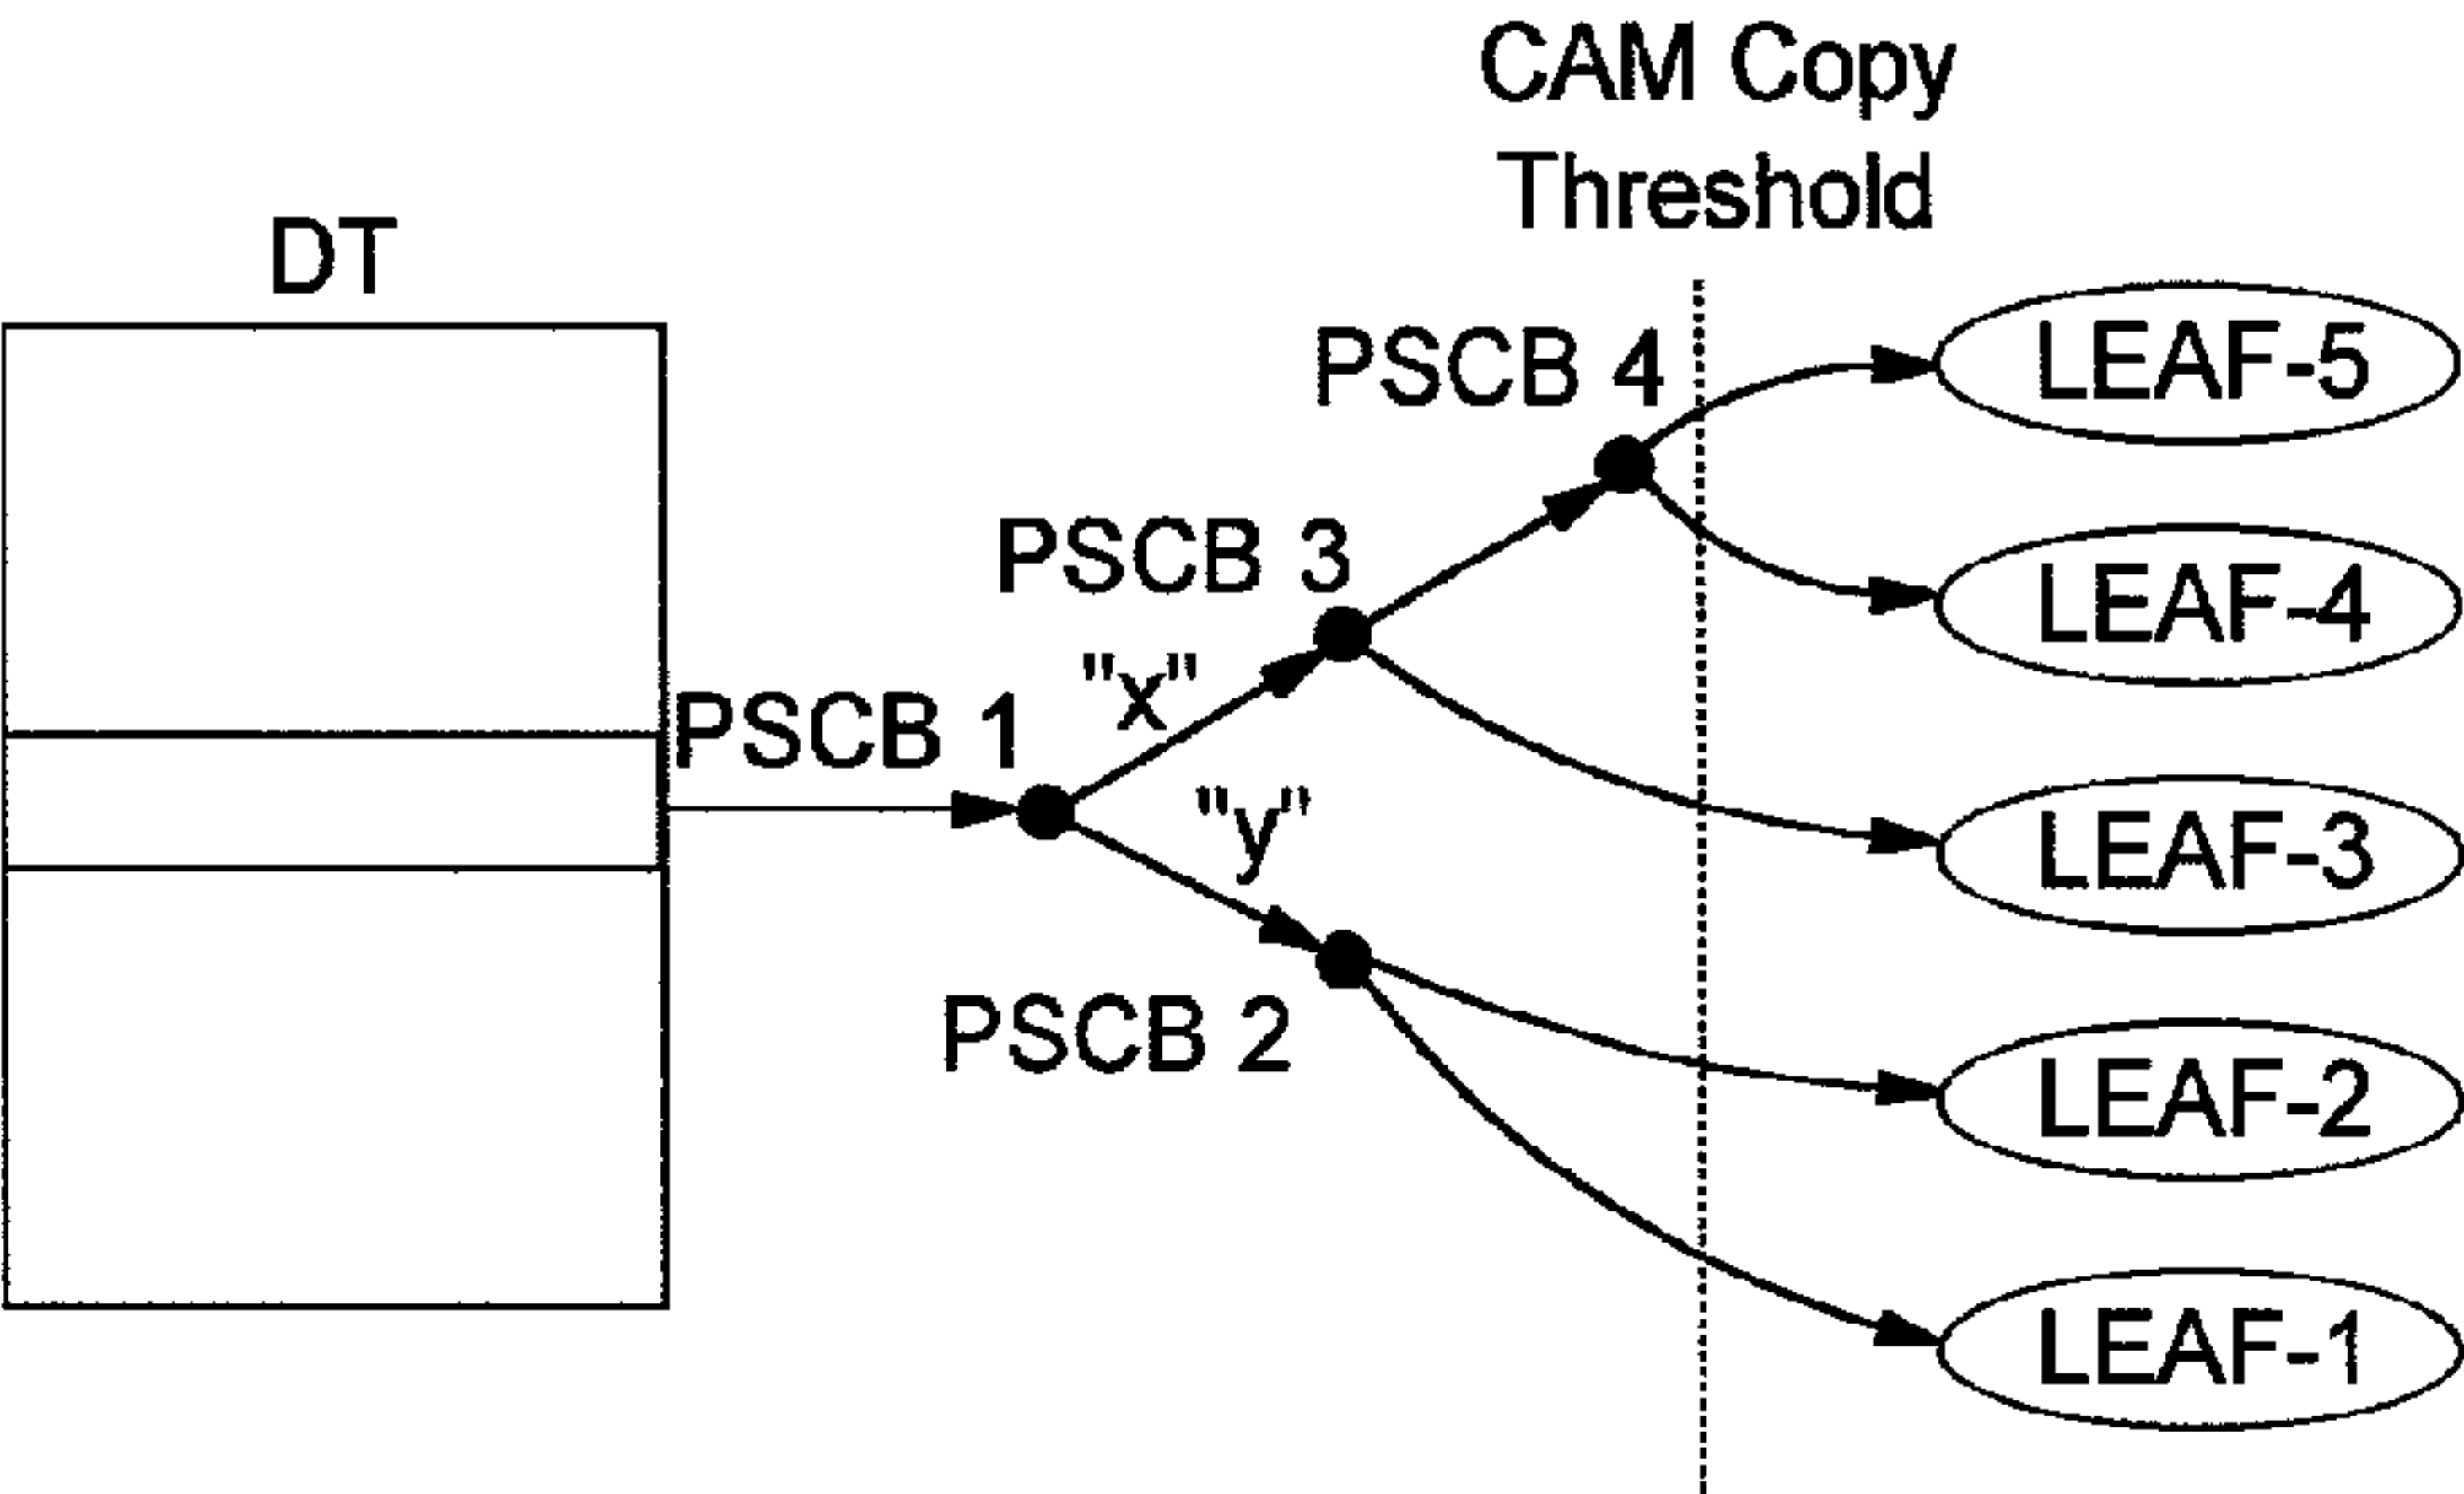 CAM Copy
Threshold
DT
PSCB 4
LEAF-5
PSCB 3
LEAF-4
"x"
PSCB 1
"y"
LEAF-3
PSCB 2
LEAF-2
LEAF-1